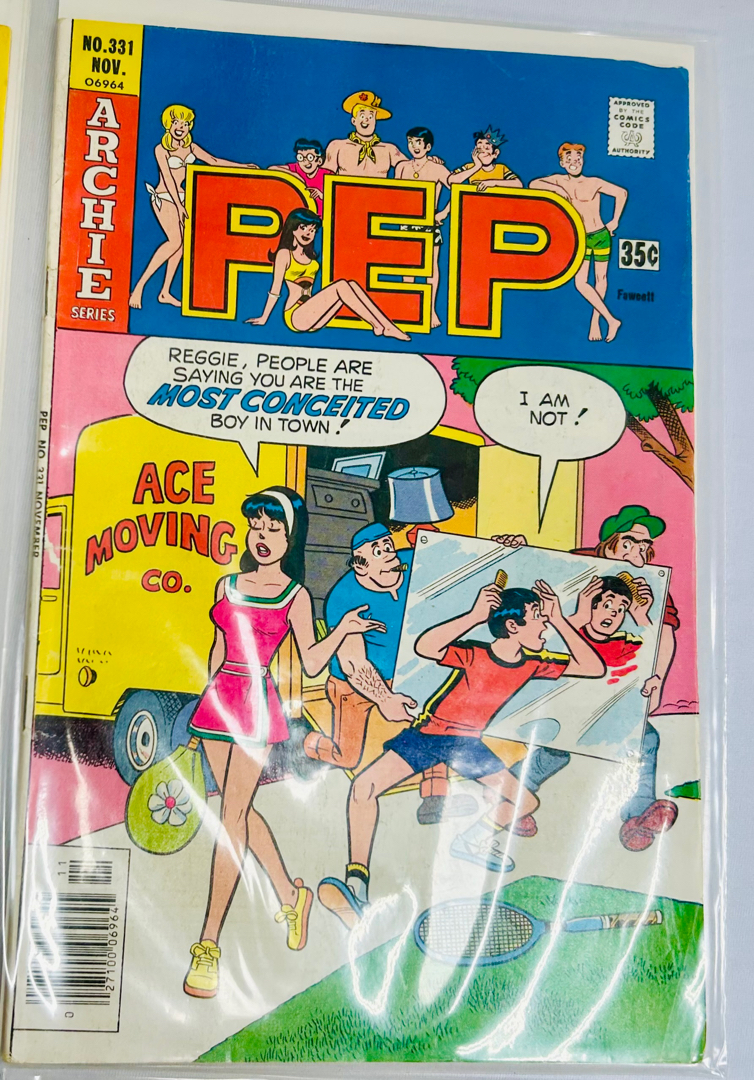 NO.331
NOV.
06964
ARCHIE
SERIES
APPROVED
BY THE
COMICS
CODE
CA
AUTHORITY
PEP
35¢
Fawcett
REGGIE, PEOPLE ARE
SAYING YOU ARE THE
MOST CONCEITED
BOY IN TOWN!
I AM
NOT!
ACE
MOVING
CO.
PEP, NO. 331 NOVEMBER
11
27100 06964
0